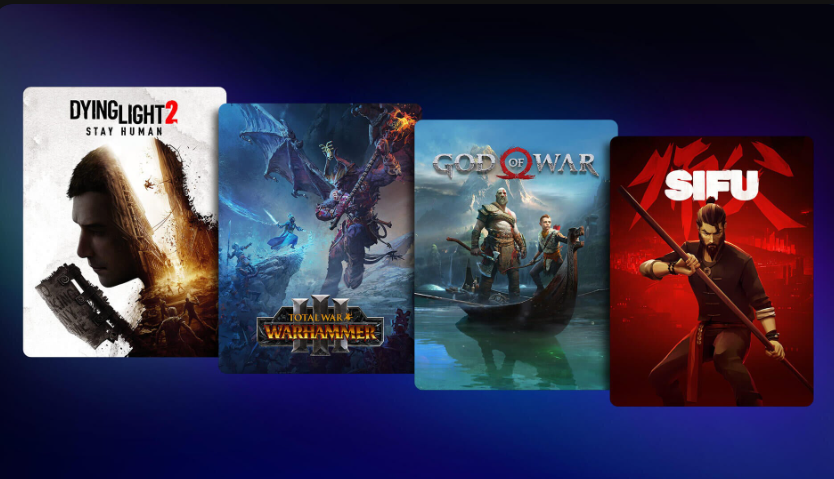 DYING LIGHT 2
STAY HUMAN
TOTAL WAR
WARHAMMER
III
GOD OF WAR
SIFU